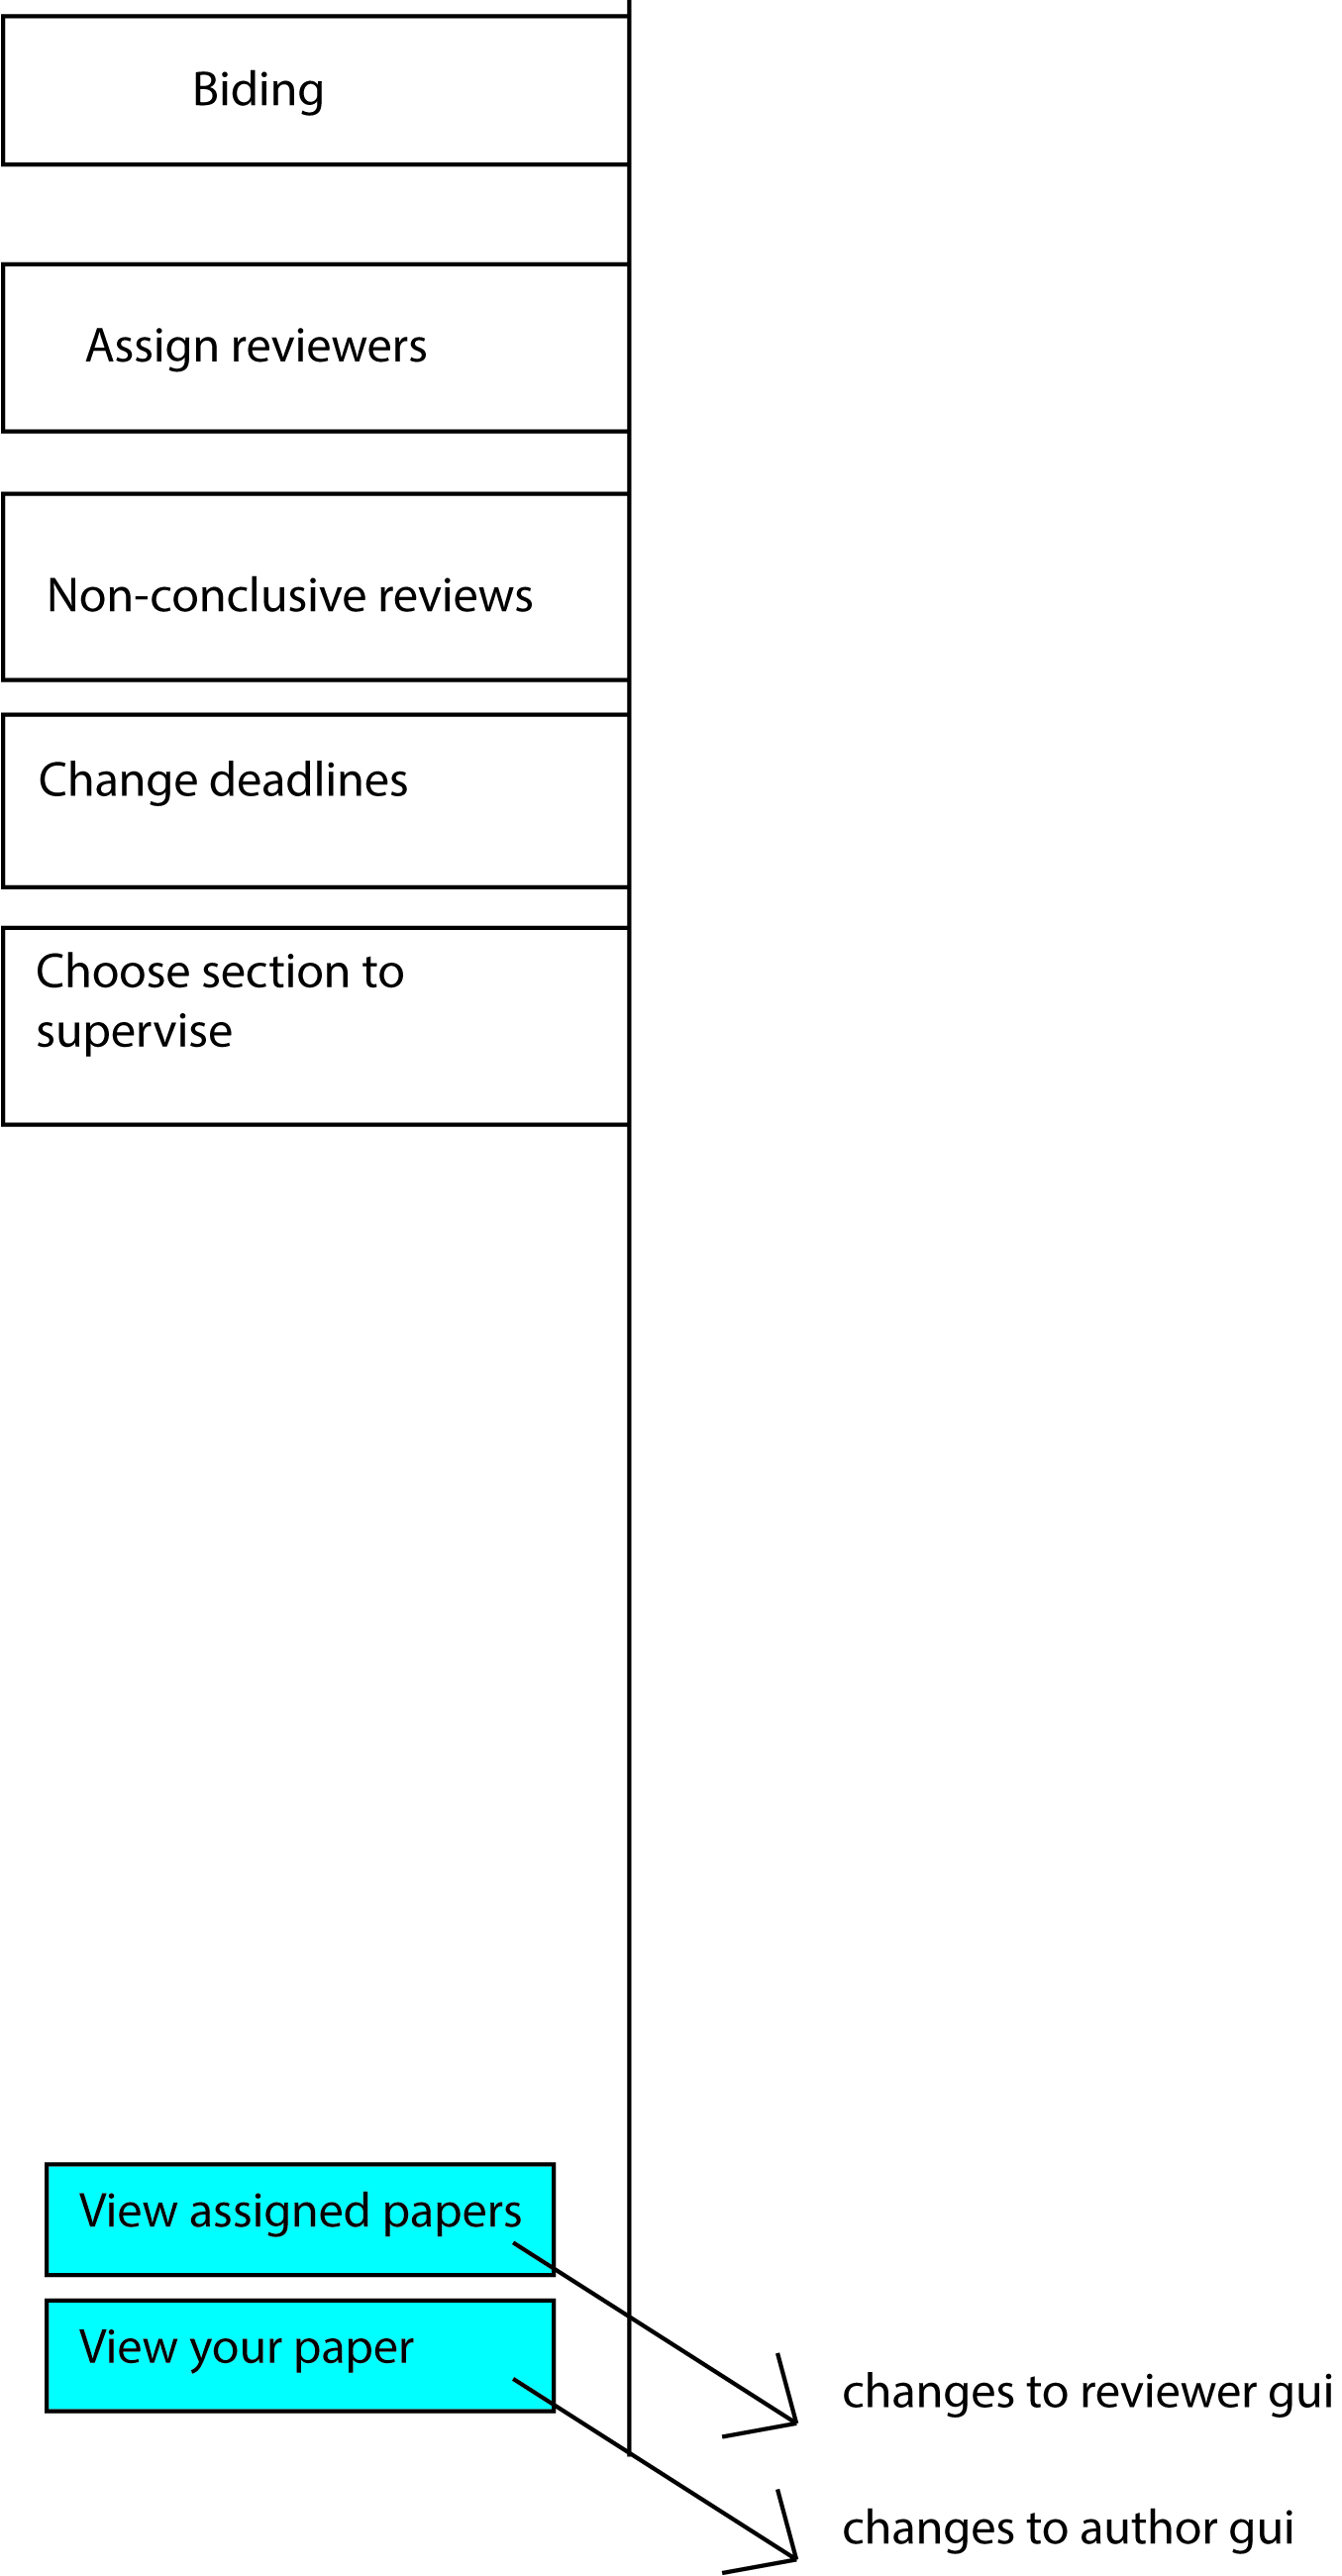 Biding
Assign reviewers
Non-conclusive reviews
Change deadlines
Choose section to
supervise
View assigned papers
View your paper
changes to reviewer gui
changes to author gui